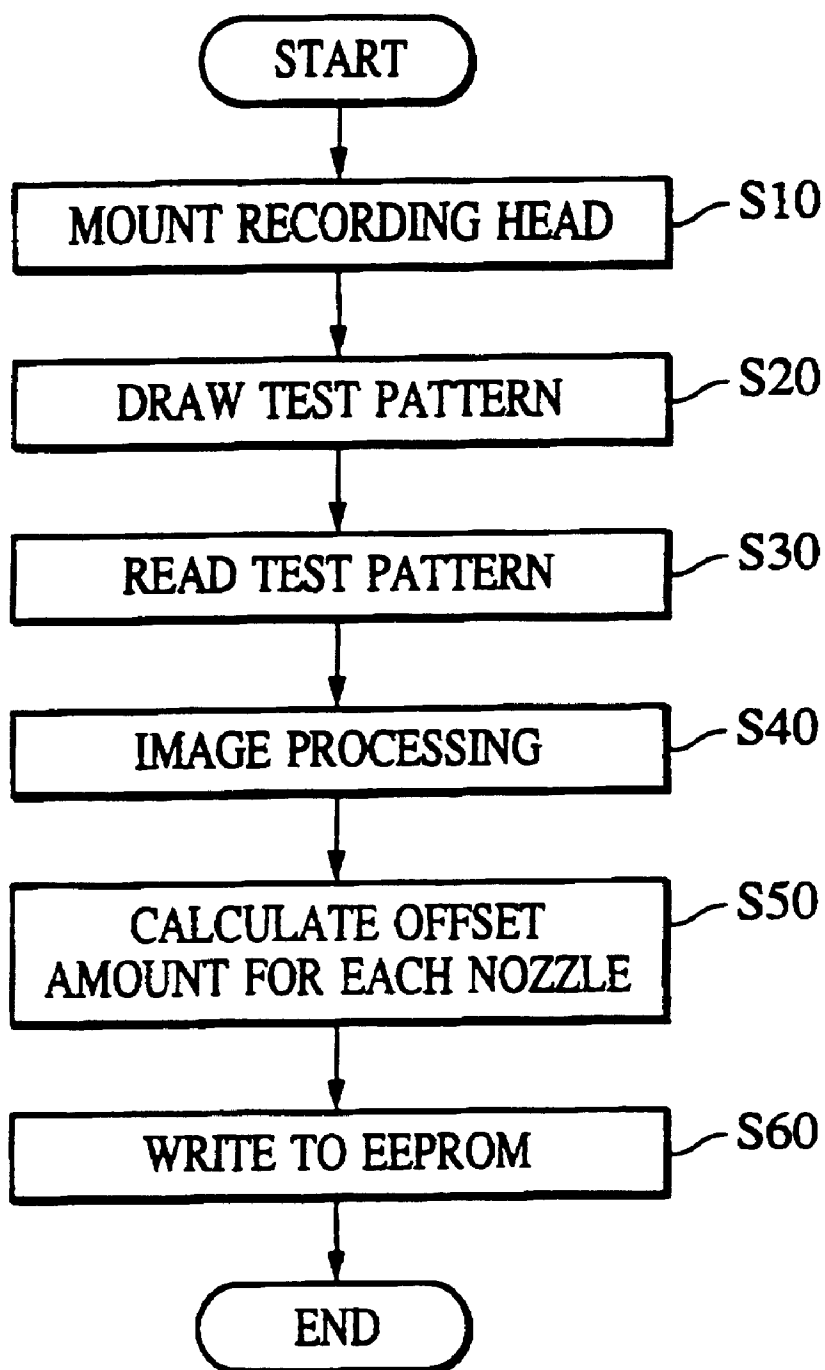 START
MOUNT RECORDING HEAD
S10
DRAW TEST PATTERN
S20
READ TEST PATTERN
S30
IMAGE PROCESSING
S40
CALCULATE OFFSET
AMOUNT FOR EACH NOZZLE
S50
WRITE TO EEPROM
S60
END